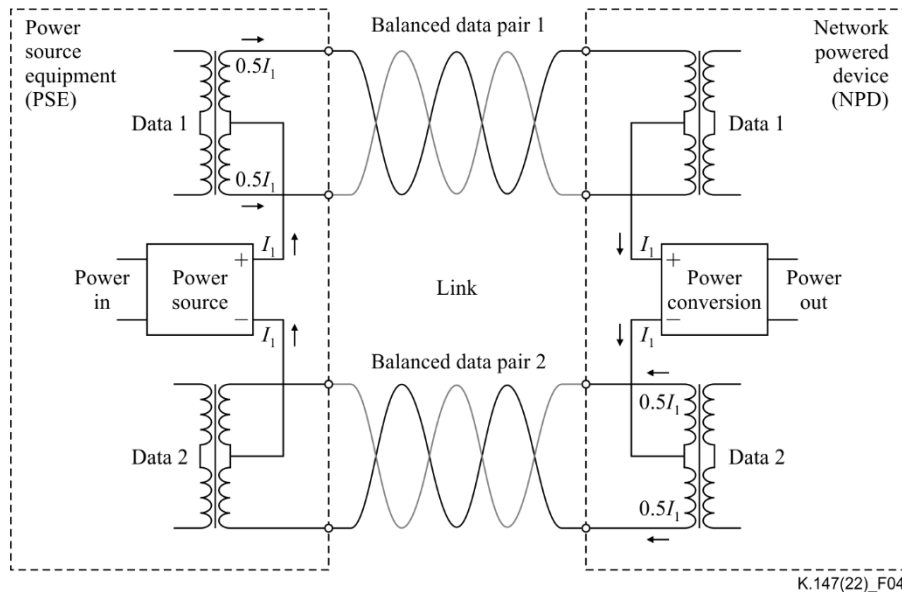 Power
source
equipment
(PSE)
Balanced data pair 1
Network
powered
device
(NPD)
0.5I₁
Data 1
Data 1
0.5I₁
I₁
I₁
Power
in
Power
source
+
−
Link
+
−
Power
conversion
Power
out
I₁
I₁
Balanced data pair 2
0.5I₁
Data 2
Data 2
0.5I₁
K.147(22)_F04